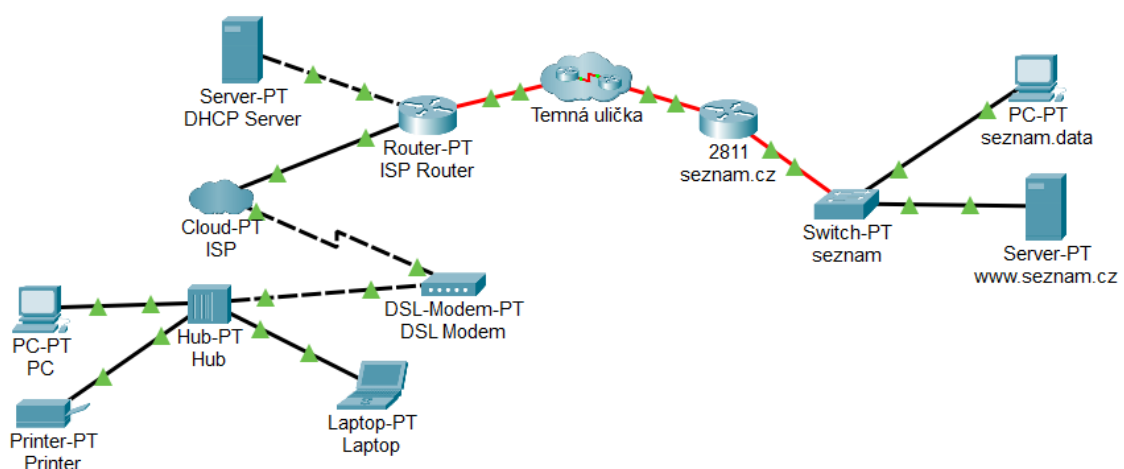 Server-PT
DHCP Server
Router-PT
ISP Router
Temná ulička
2811
seznam.cz
PC-PT
seznam.data
Switch-PT
seznam
Server-PT
www.seznam.cz
Cloud-PT
ISP
DSL-Modem-PT
DSL Modem
PC-PT
PC
Hub-PT
Hub
Laptop-PT
Laptop
Printer-PT
Printer